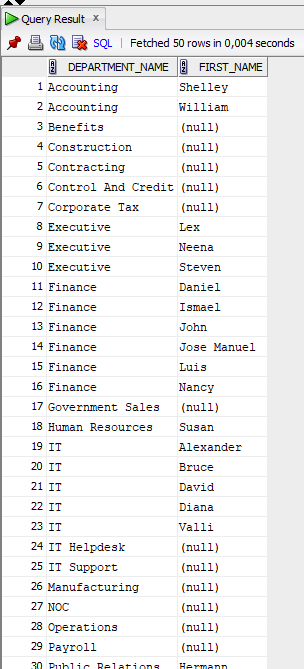 Query Result x
SQL | Fetched 50 rows in 0,004 seconds
DEPARTMENT_NAME FIRST_NAME
1 Accounting Shelley
2 Accounting William
3 Benefits (null)
4 Construction (null)
5 Contracting (null)
6 Control And Credit (null)
7 Corporate Tax (null)
8 Executive Lex
9 Executive Neena
10 Executive Steven
11 Finance Daniel
12 Finance Ismael
13 Finance John
14 Finance Jose Manuel
15 Finance Luis
16 Finance Nancy
17 Government Sales (null)
18 Human Resources Susan
19 IT Alexander
20 IT Bruce
21 IT David
22 IT Diana
23 IT Valli
24 IT Helpdesk (null)
25 IT Support (null)
26 Manufacturing (null)
27 NOC (null)
28 Operations (null)
29 Payroll (null)
30 Public Relations Hermann